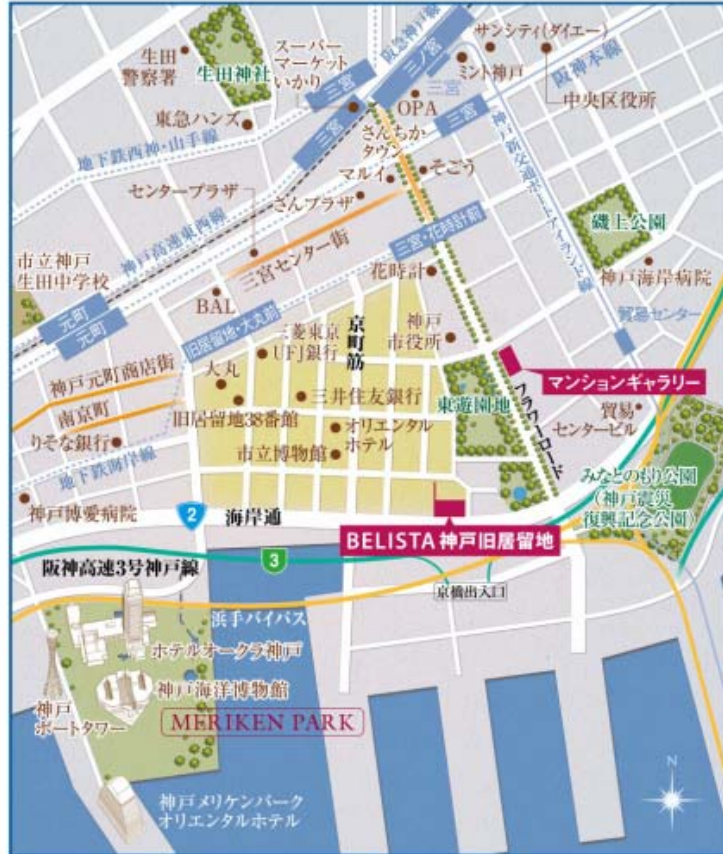 生田
警察署
生田神社
スーパー
マーケット
いかり
阪急神戸線
サンシティ(ダイエー)
ミント神戸
阪神本線
中央区役所
三宮
三ノ宮
三宮
三宮
三宮
OPA
東急ハンズ
地下鉄西神・山手線
さんちか
タウン
マルイ
そごう
神戸新交通ポートアイランド線
センタープラザ
さんプラザ
神戸高速東西線
三宮センター街
三宮・花時計前
磯上公園
市立神戸
生田中学校
花時計
神戸海岸病院
BAL
元町
元町
旧居留地・大丸前
三菱東京
UFJ銀行
京町筋
神戸
市役所
貿易センター
神戸元町商店街
大丸
マンションギャラリー
南京町
三井住友銀行
東遊園地
フラワーロード
貿易
センタービル
りそな銀行
旧居留地38番館
オリエンタル
ホテル
市立博物館
地下鉄海岸線
みなとのもり公園
(神戸震災
復興記念公園)
神戸博愛病院
2
海岸通
BELISTA 神戸旧居留地
3
阪神高速3号神戸線
京橋出入口
浜手バイパス
ホテルオークラ神戸
神戸海洋博物館
神戸
ポートタワー
MERIKEN PARK
神戸メリケンパーク
オリエンタルホテル
N